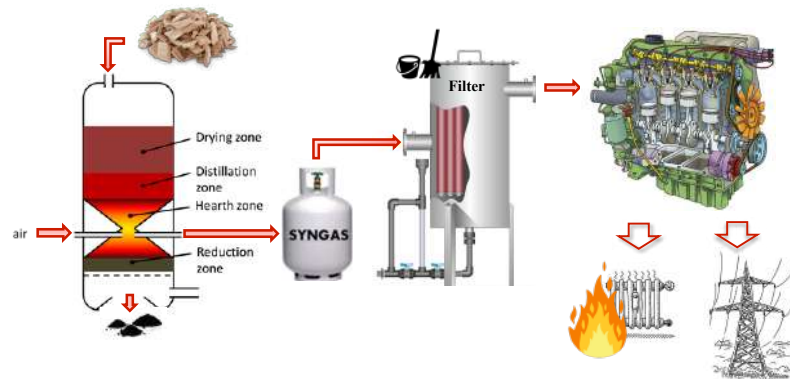 Drying zone
Distillation
zone
Hearth zone
air
Reduction
zone
SYNGAS
Filter